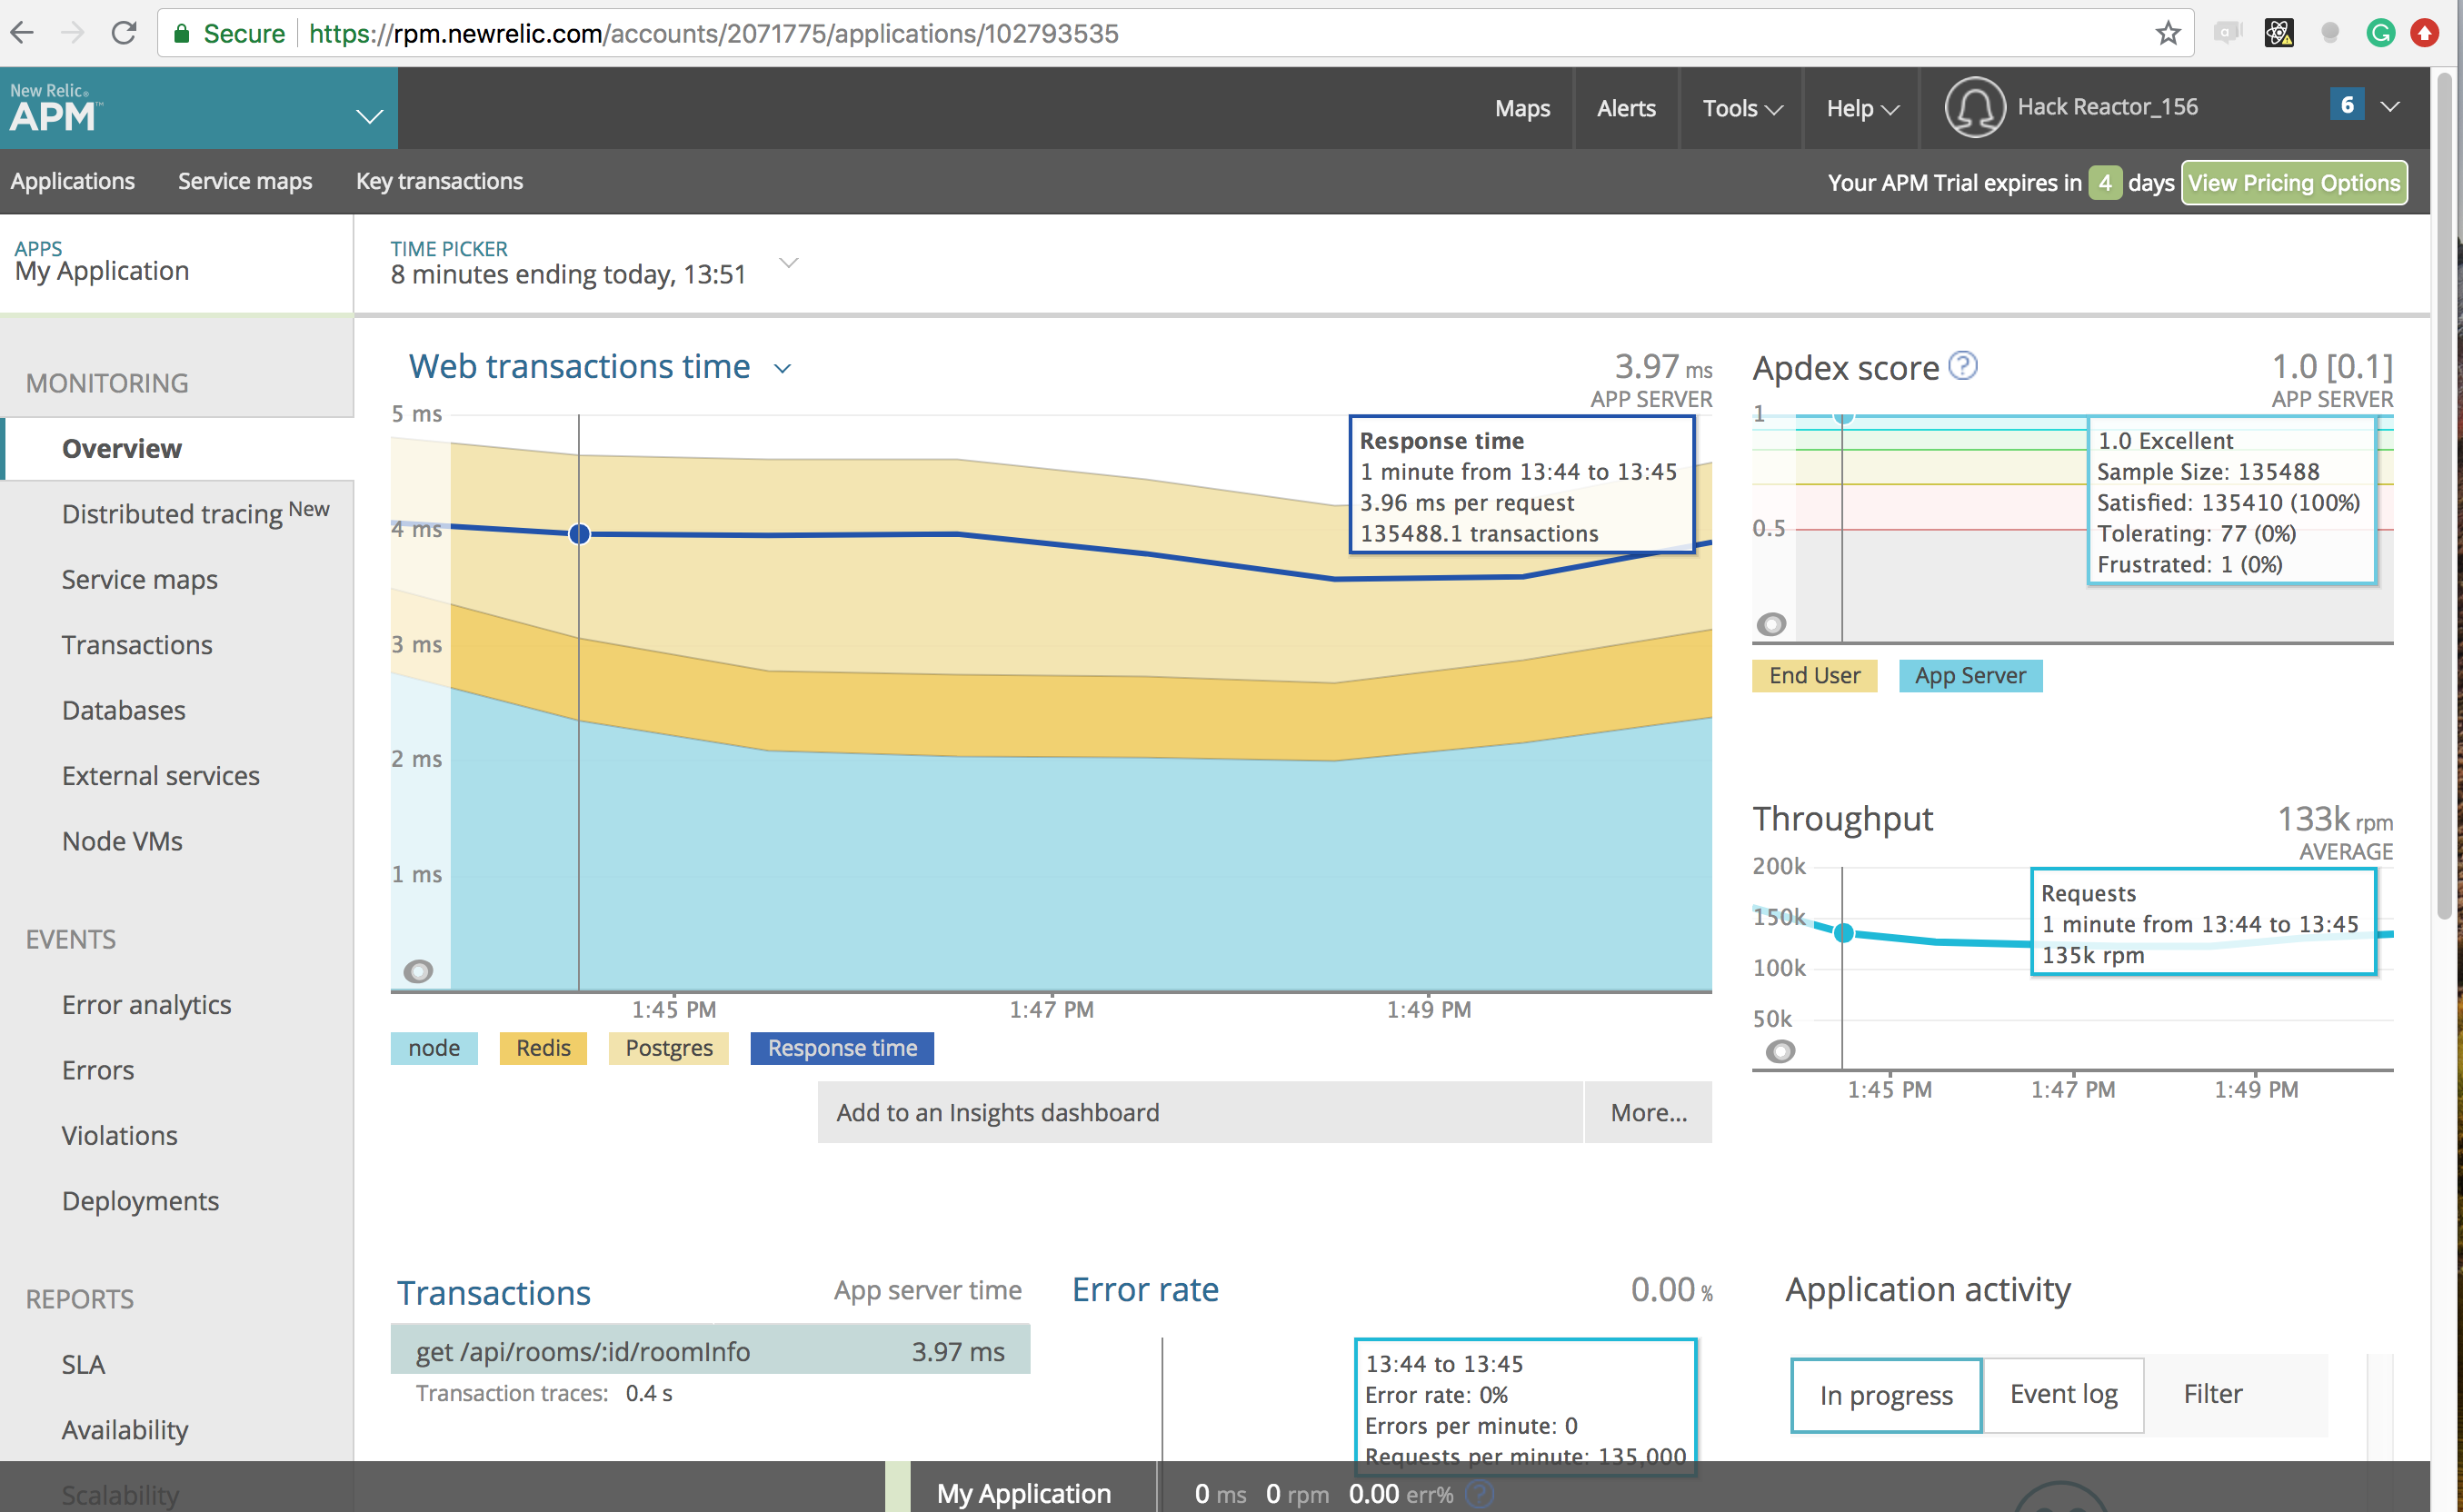 Secure https://rpm.newrelic.com/accounts/2071775/applications/102793535
New Relic®
APM™
Maps
Alerts
Tools
Help
Hack Reactor_156
6
Applications
Service maps
Key transactions
Your APM Trial expires in 4 days
View Pricing Options
APPS
My Application
TIME PICKER
8 minutes ending today, 13:51
MONITORING
Overview
Distributed tracing New
Service maps
Transactions
Databases
External services
Node VMs
EVENTS
Error analytics
Errors
Violations
Deployments
REPORTS
SLA
Availability
Scalability
Web transactions time
3.97 ms
APP SERVER
5 ms
4 ms
3 ms
2 ms
1 ms
Response time
1 minute from 13:44 to 13:45
3.96 ms per request
135488.1 transactions
1:45 PM
1:47 PM
1:49 PM
node
Redis
Postgres
Response time
Add to an Insights dashboard
More...
Apdex score ?
1.0 [0.1]
APP SERVER
1
0.5
1.0 Excellent
Sample Size: 135488
Satisfied: 135410 (100%)
Tolerating: 77 (0%)
Frustrated: 1 (0%)
End User
App Server
Throughput
133k rpm
AVERAGE
200k
150k
100k
50k
Requests
1 minute from 13:44 to 13:45
135k rpm
1:45 PM
1:47 PM
1:49 PM
Transactions
App server time
get /api/rooms/:id/roomInfo
3.97 ms
Transaction traces: 0.4 s
Error rate
0.00 %
13:44 to 13:45
Error rate: 0%
Errors per minute: 0
Requests per minute: 135,000
Application activity
In progress
Event log
Filter
My Application
0 ms 0 rpm 0.00 err% ?